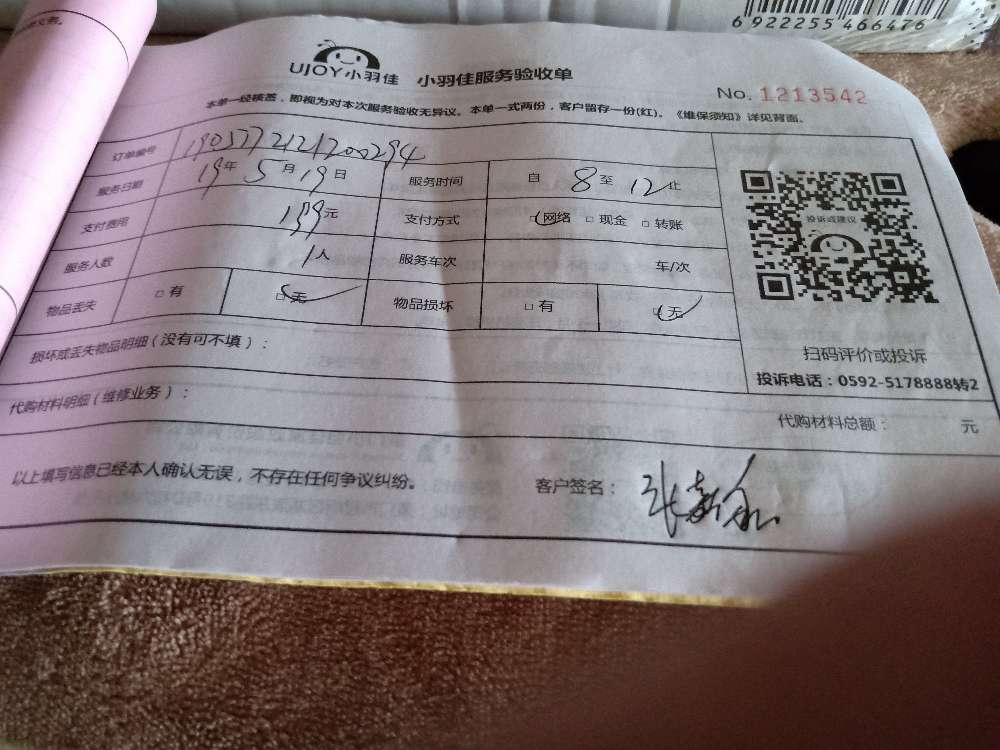 6 922255 466476
UJOY小羽佳 小羽佳服务验收单
No. 1213542
本单一经核签，即视为对本次服务验收无异议。本单一式两份，客户留存一份(红)。《维保须知》详见背面。
订单编号
服务日期 19年 5月 19日 服务时间 自 8 至 12 止
支付费用 199元 支付方式 □网络 □现金 □转账
投诉或建议
服务人数 1人 服务车次 车/次
物品丢失 □有 □无 物品损坏 □有 □无
损坏或丢失物品明细（没有可不填）：
扫码评价或投诉
投诉电话：0592-5178888转2
代购材料明细（维修业务）：
代购材料总额： 元
以上填写信息已经本人确认无误，不存在任何争议纠纷。 客户签名：